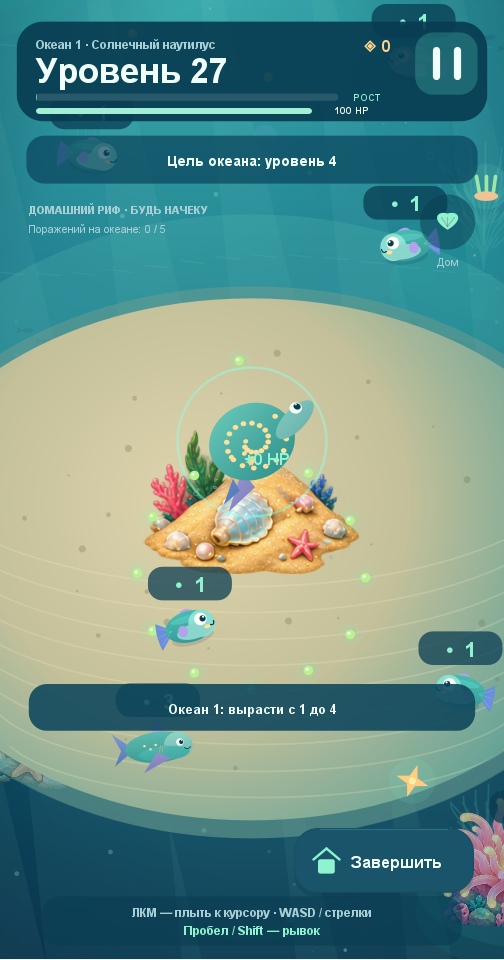 • 1
Океан 1 · Солнечный наутилус
◈ 0
Уровень 27
РОСТ
100 HP
Цель океана: уровень 4
ДОМАШНИЙ РИФ · БУДЬ НАЧЕКУ
• 1
Поражений на океане: 0 / 5
Дом
+0 HP
• 1
• 1
• 3
Океан 1: вырасти с 1 до 4
Завершить
ЛКМ — плыть к курсору · WASD / стрелки
Пробел / Shift — рывок